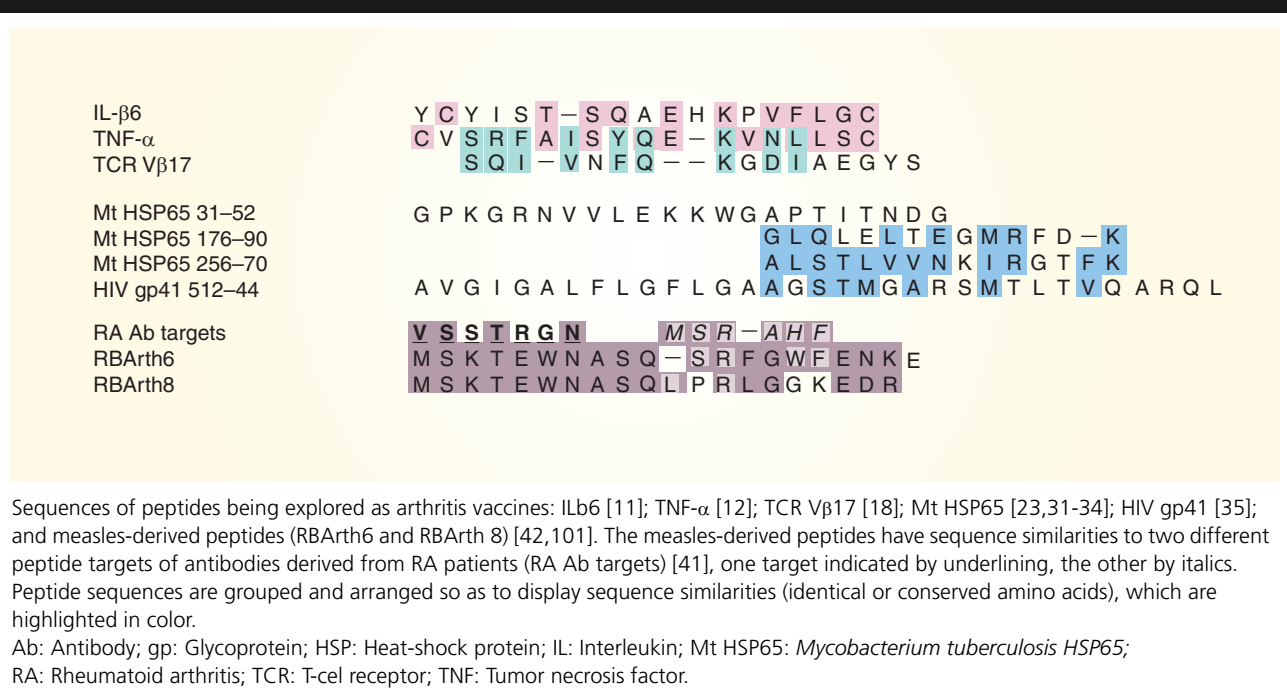 IL-β6 Y C Y I S T – S Q A E H K P V F L G C
TNF-α C V S R F A I S Y Q E – K V N L L S C
TCR Vβ17 S Q I – V N F Q – – K G D I A E G Y S
Mt HSP65 31–52 G P K G R N V V L E K K W G A P T I T N D G
Mt HSP65 176–90 G L Q L E L T E G M R F D – K
Mt HSP65 256–70 A L S T L V V N K I R G T F K
HIV gp41 512–44 A V G I G A L F L G F L G A A G S T M G A R S M T L T V Q A R Q L
RA Ab targets V S S T R G N M S R – A H F
RBArth6 M S K T E W N A S Q – S R F G W F E N K E
RBArth8 M S K T E W N A S Q L P R L G G K E D R
Sequences of peptides being explored as arthritis vaccines: ILb6 [11]; TNF-α [12]; TCR Vβ17 [18]; Mt HSP65 [23,31-34]; HIV gp41 [35];
and measles-derived peptides (RBArth6 and RBArth 8) [42,101]. The measles-derived peptides have sequence similarities to two different
peptide targets of antibodies derived from RA patients (RA Ab targets) [41], one target indicated by underlining, the other by italics.
Peptide sequences are grouped and arranged so as to display sequence similarities (identical or conserved amino acids), which are
highlighted in color.
Ab: Antibody; gp: Glycoprotein; HSP: Heat-shock protein; IL: Interleukin; Mt HSP65: Mycobacterium tuberculosis HSP65;
RA: Rheumatoid arthritis; TCR: T-cel receptor; TNF: Tumor necrosis factor.